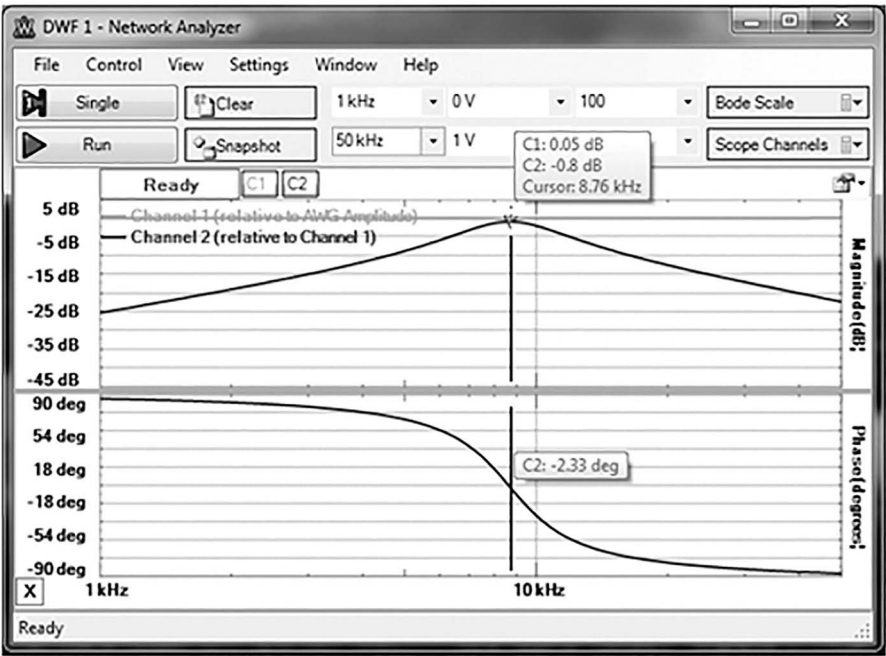 DWF 1 - Network Analyzer
File Control View Settings Window Help
Single Clear 1 kHz 0 V 100 Bode Scale
Run Snapshot 50 kHz 1 V Scope Channels
C1: 0.05 dB
C2: -0.8 dB
Cursor: 8.76 kHz
Ready C1 C2
5 dB
Channel 1 (relative to AWG Amplitude)
Channel 2 (relative to Channel 1)
-5 dB
-15 dB
-25 dB
-35 dB
-45 dB
Magnitude(dB)
90 deg
54 deg
18 deg
-18 deg
-54 deg
-90 deg
C2: -2.33 deg
Phase(degrees)
X 1 kHz 10 kHz
Ready